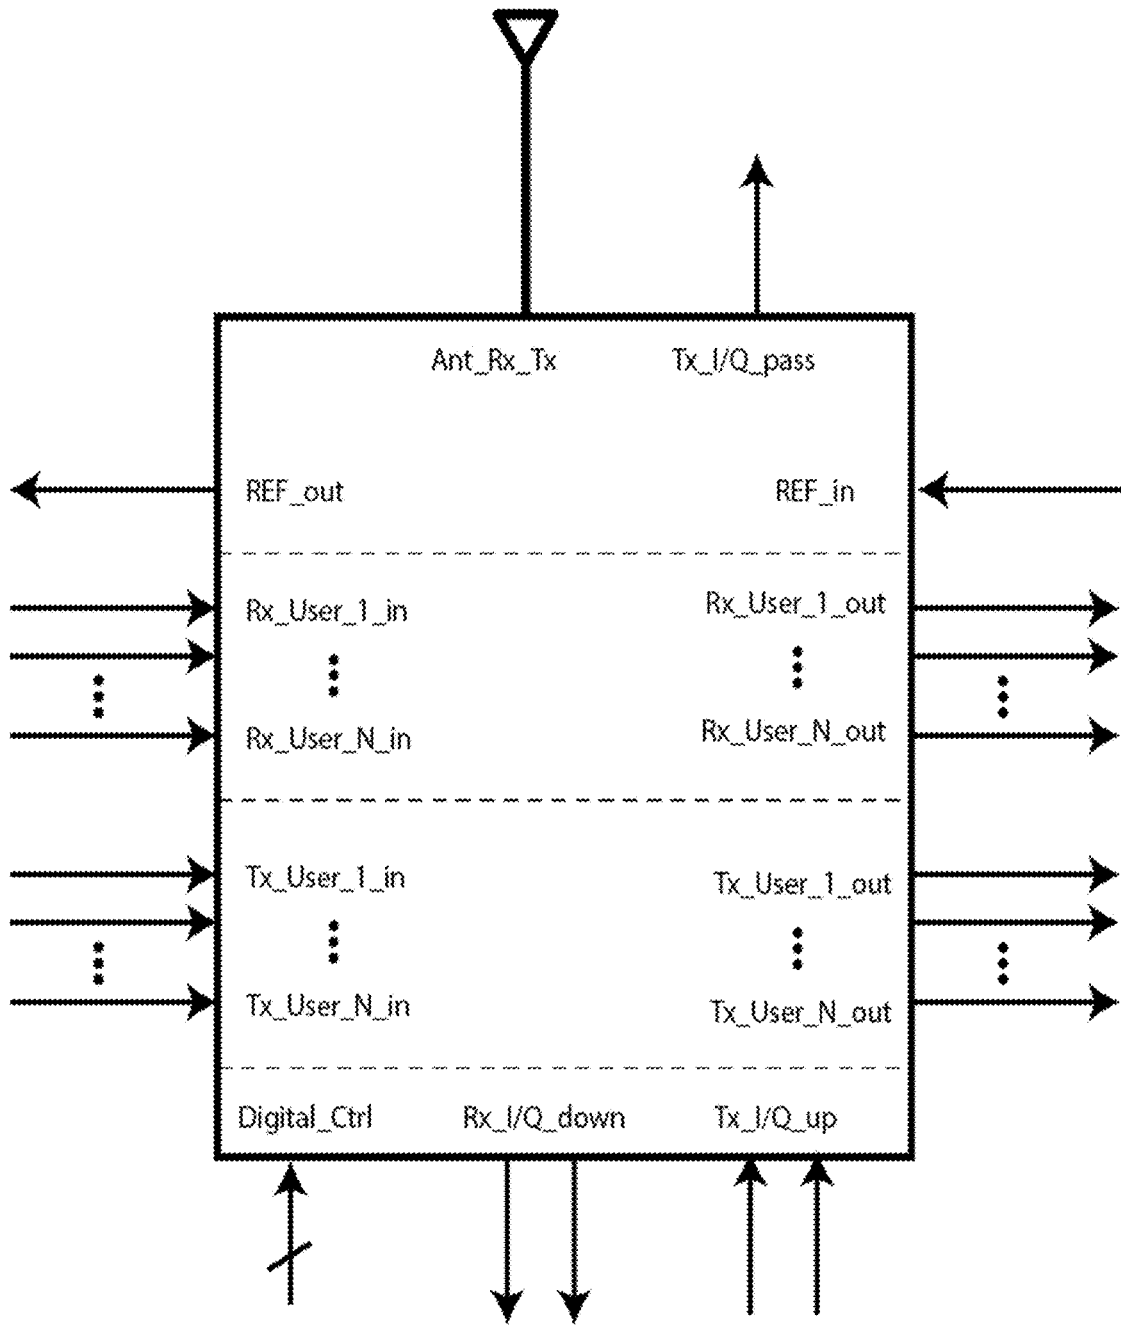 Ant_Rx_Tx
Tx_I/Q_pass
REF_out
REF_in
Rx_User_1_in
Rx_User_1_out
Rx_User_N_in
Rx_User_N_out
Tx_User_1_in
Tx_User_1_out
Tx_User_N_in
Tx_User_N_out
Digital_Ctrl
Rx_I/Q_down
Tx_I/Q_up